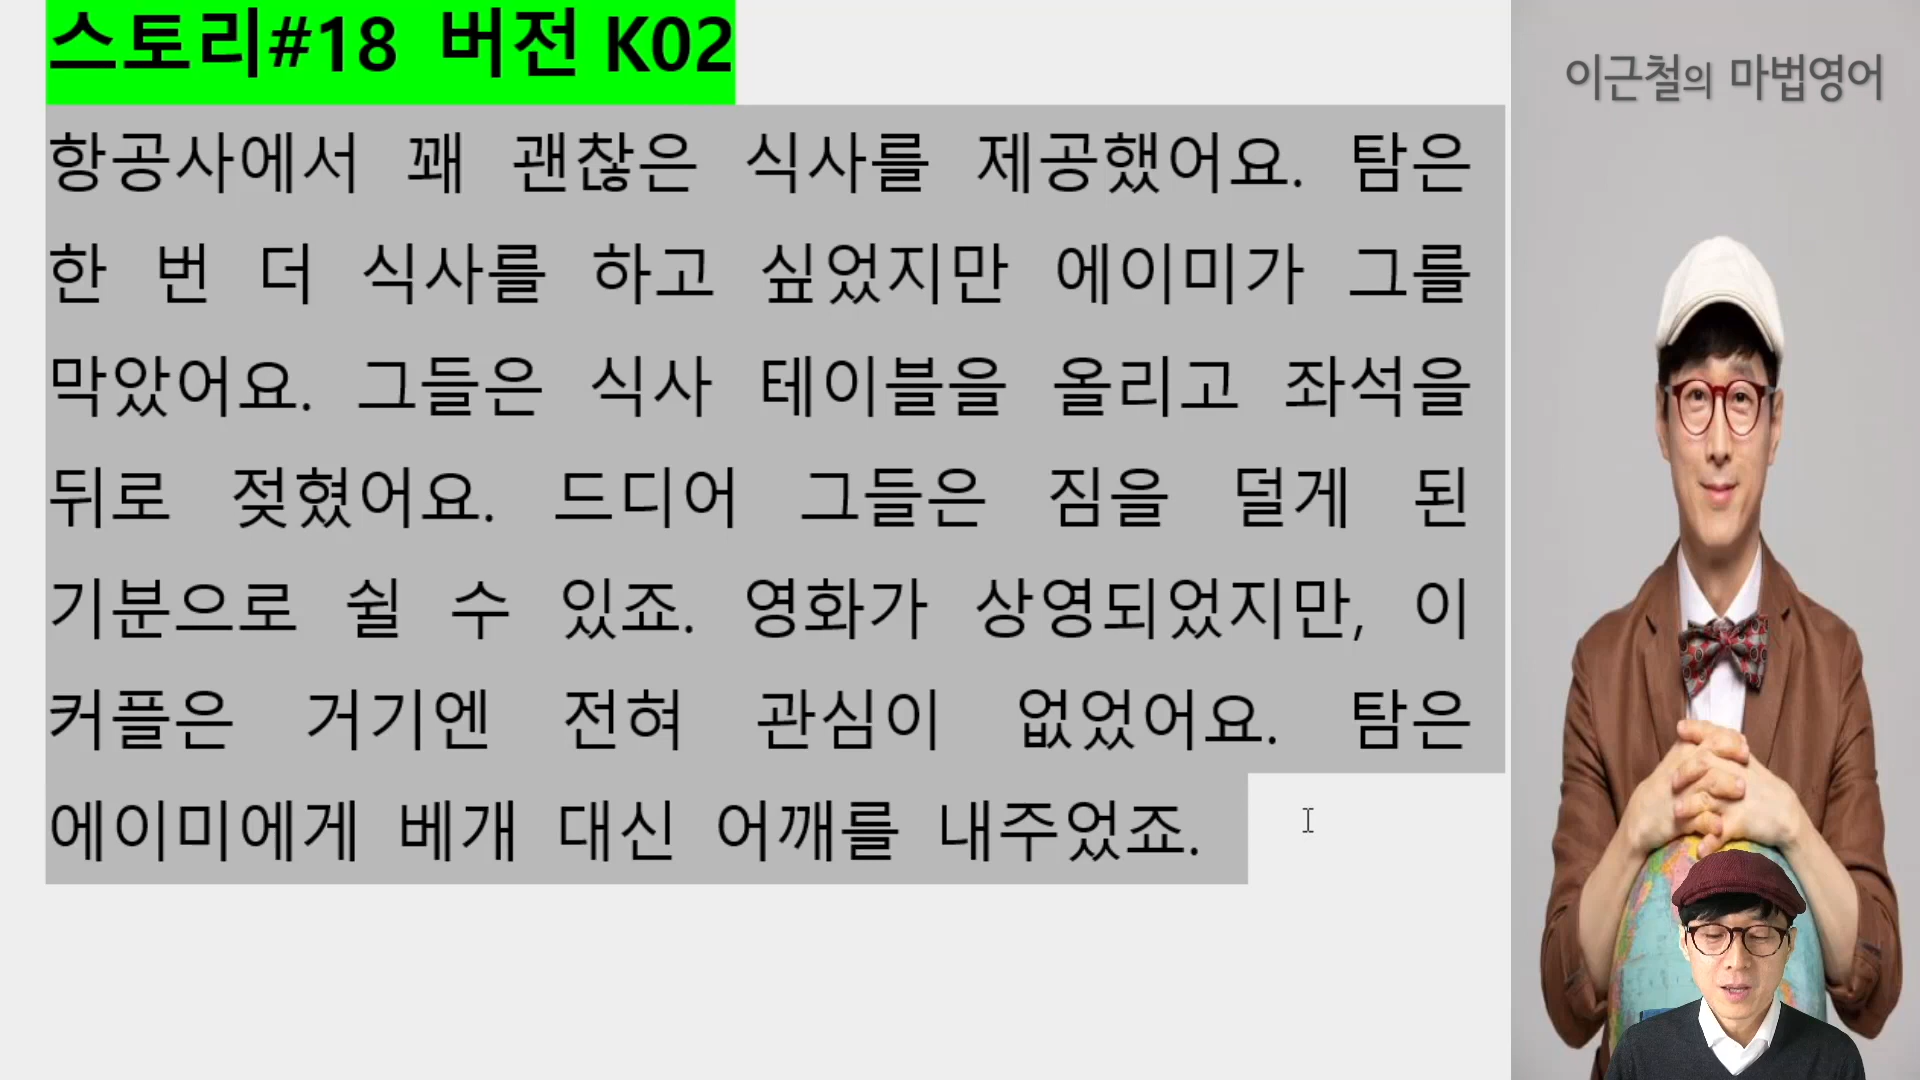 스토리#18 버전 K02
이근철의 마법영어
항공사에서 꽤 괜찮은 식사를 제공했어요. 탐은
한 번 더 식사를 하고 싶었지만 에이미가 그를
막았어요. 그들은 식사 테이블을 올리고 좌석을
뒤로 젖혔어요. 드디어 그들은 짐을 덜게 된
기분으로 쉴 수 있죠. 영화가 상영되었지만, 이
커플은 거기엔 전혀 관심이 없었어요. 탐은
에이미에게 베개 대신 어깨를 내주었죠.